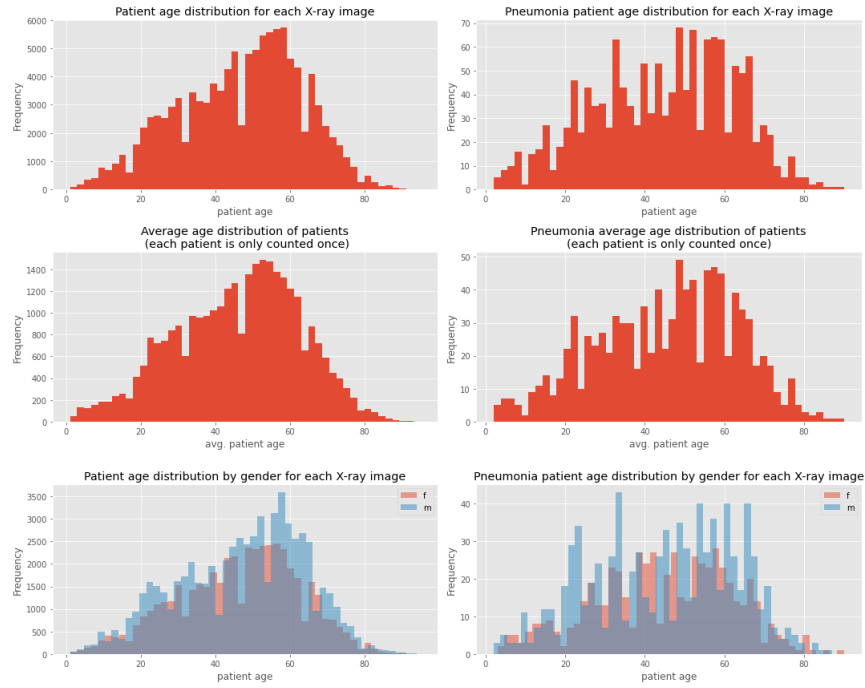 Patient age distribution for each X-ray image
Frequency
6000
5000
4000
3000
2000
1000
0
0 20 40 60 80
patient age
Pneumonia patient age distribution for each X-ray image
Frequency
70
60
50
40
30
20
10
0
0 20 40 60 80
patient age
Average age distribution of patients
(each patient is only counted once)
Frequency
1400
1200
1000
800
600
400
200
0
0 20 40 60 80
avg. patient age
Pneumonia average age distribution of patients
(each patient is only counted once)
Frequency
50
40
30
20
10
0
0 20 40 60 80
avg. patient age
Patient age distribution by gender for each X-ray image
f
m
Frequency
3500
3000
2500
2000
1500
1000
500
0
0 20 40 60 80
patient age
Pneumonia patient age distribution by gender for each X-ray image
f
m
Frequency
40
30
20
10
0
0 20 40 60 80
patient age